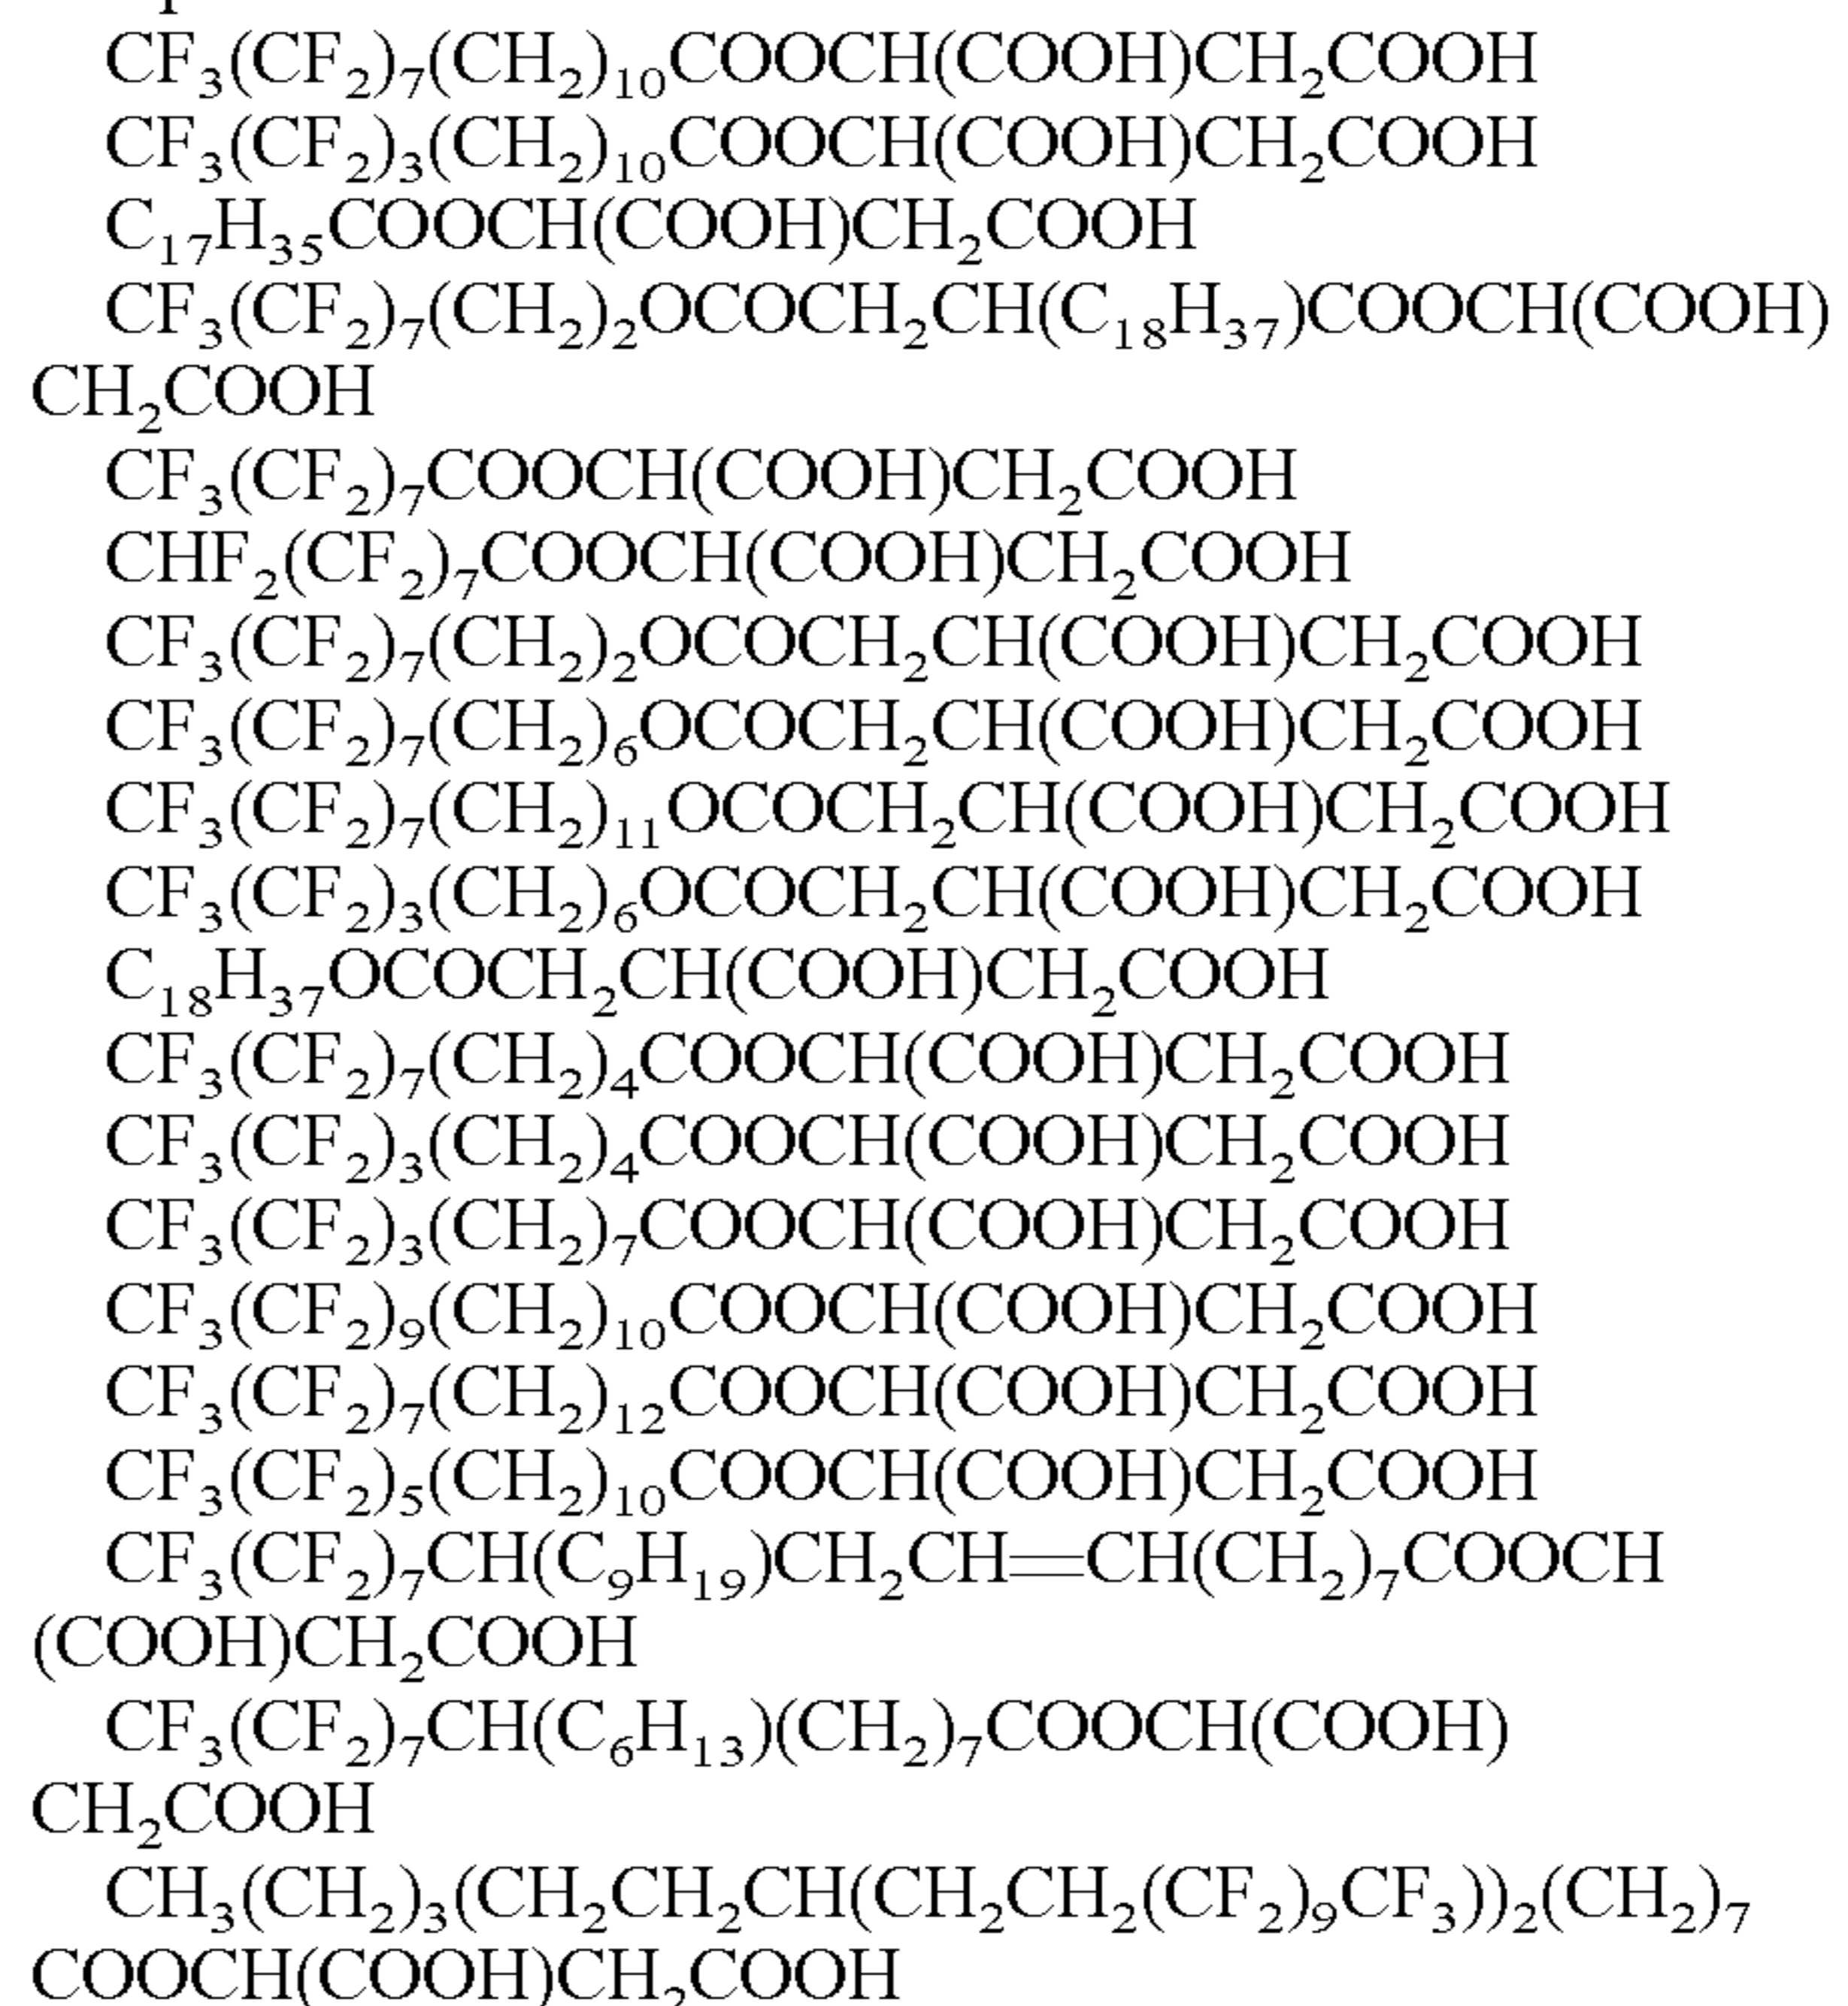 CF₃(CF₂)₇(CH₂)₁₀COOCH(COOH)CH₂COOH
CF₃(CF₂)₃(CH₂)₁₀COOCH(COOH)CH₂COOH
C₁₇H₃₅COOCH(COOH)CH₂COOH
CF₃(CF₂)₇(CH₂)₂OCOCH₂CH(C₁₈H₃₇)COOCH(COOH)
CH₂COOH
CF₃(CF₂)₇COOCH(COOH)CH₂COOH
CHF₂(CF₂)₇COOCH(COOH)CH₂COOH
CF₃(CF₂)₇(CH₂)₂OCOCH₂CH(COOH)CH₂COOH
CF₃(CF₂)₇(CH₂)₆OCOCH₂CH(COOH)CH₂COOH
CF₃(CF₂)₇(CH₂)₁₁OCOCH₂CH(COOH)CH₂COOH
CF₃(CF₂)₃(CH₂)₆OCOCH₂CH(COOH)CH₂COOH
C₁₈H₃₇OCOCH₂CH(COOH)CH₂COOH
CF₃(CF₂)₇(CH₂)₄COOCH(COOH)CH₂COOH
CF₃(CF₂)₃(CH₂)₄COOCH(COOH)CH₂COOH
CF₃(CF₂)₃(CH₂)₇COOCH(COOH)CH₂COOH
CF₃(CF₂)₉(CH₂)₁₀COOCH(COOH)CH₂COOH
CF₃(CF₂)₇(CH₂)₁₂COOCH(COOH)CH₂COOH
CF₃(CF₂)₅(CH₂)₁₀COOCH(COOH)CH₂COOH
CF₃(CF₂)₇CH(C₉H₁₉)CH₂CH=CH(CH₂)₇COOCH
(COOH)CH₂COOH
CF₃(CF₂)₇CH(C₆H₁₃)(CH₂)₇COOCH(COOH)
CH₂COOH
CH₃(CH₂)₃(CH₂CH₂CH(CH₂CH₂(CF₂)₉CF₃))₂(CH₂)₇
COOCH(COOH)CH₂COOH